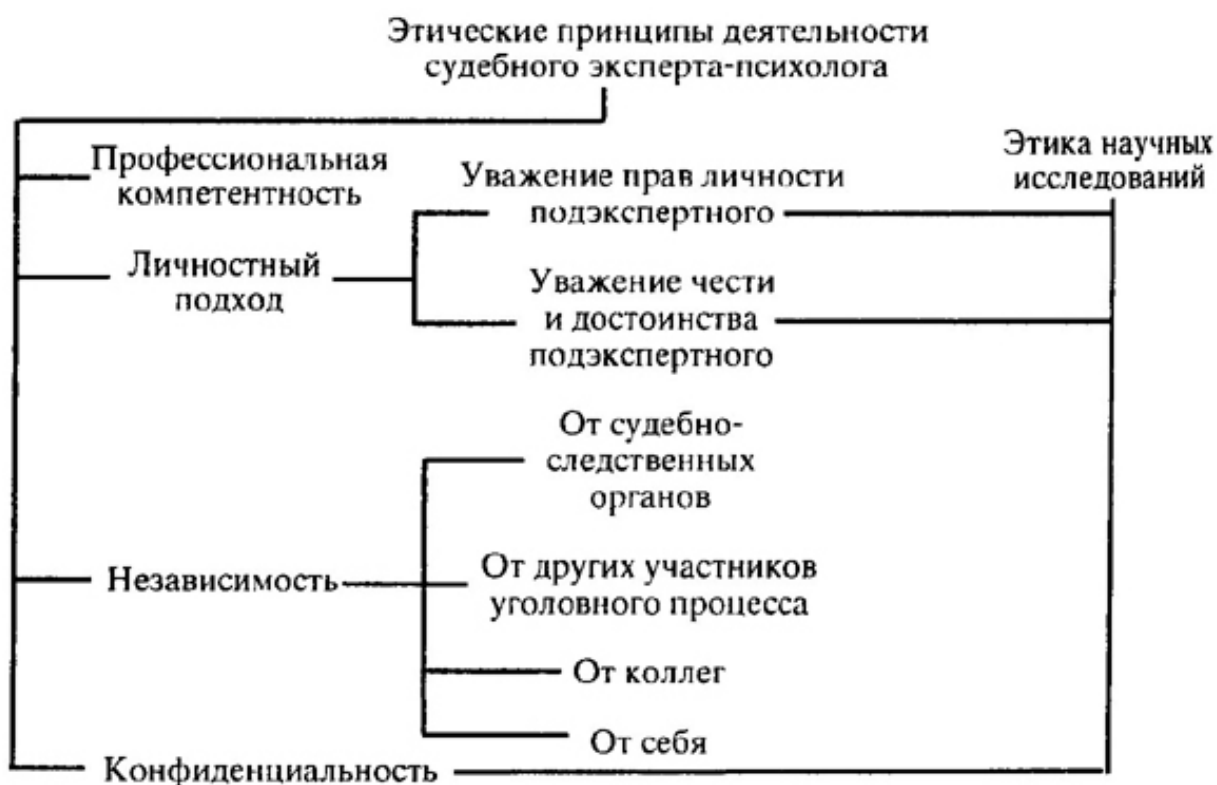 Этические принципы деятельности
судебного эксперта-психолога
Этика научных
исследований
Профессиональная
компетентность
Уважение прав личности
подэкспертного
Личностный
подход
Уважение чести
и достоинства
подэкспертного
От судебно-
следственных
органов
Независимость
От других участников
уголовного процесса
От коллег
От себя
Конфиденциальность